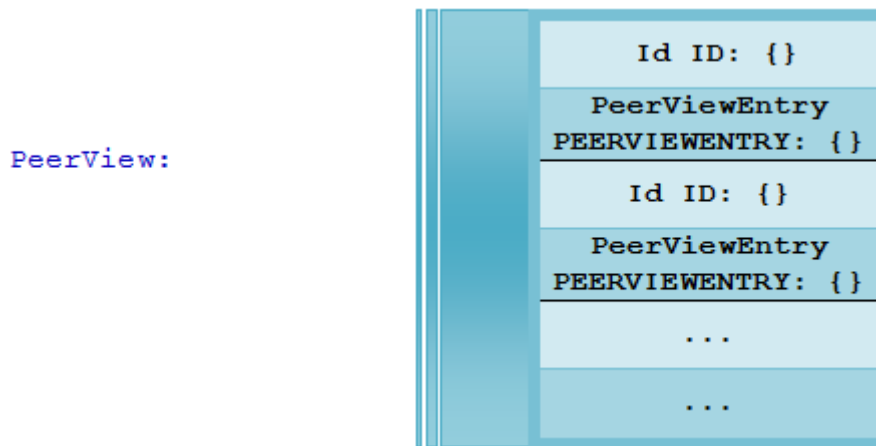 PeerView:
Id ID: {}
PeerViewEntry
PEERVIEWENTRY: {}
Id ID: {}
PeerViewEntry
PEERVIEWENTRY: {}
...
...